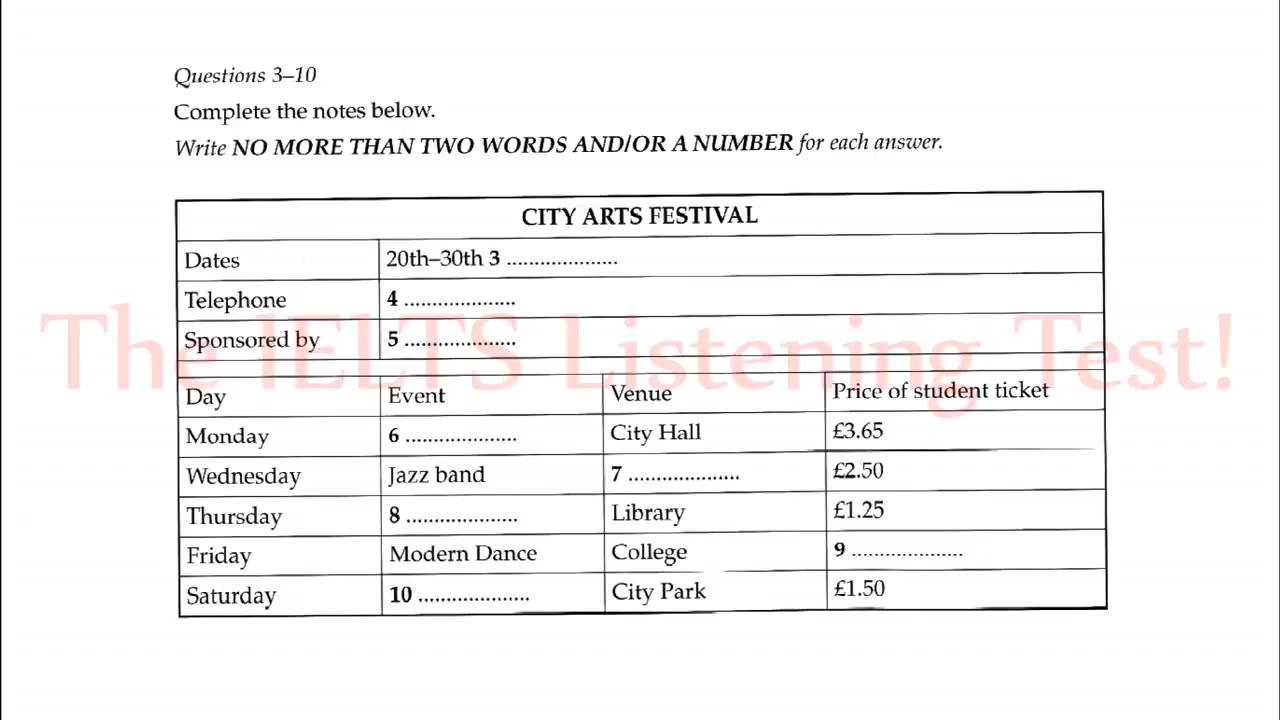 Questions 3–10
Complete the notes below.
Write NO MORE THAN TWO WORDS AND/OR A NUMBER for each answer.
CITY ARTS FESTIVAL
Dates 20th–30th 3 ....................
Telephone 4 ....................
Sponsored by 5 ....................
The IELTS Listening Test!
Day Event Venue Price of student ticket
Monday 6 .................... City Hall £3.65
Wednesday Jazz band 7 .................... £2.50
Thursday 8 .................... Library £1.25
Friday Modern Dance College 9 ....................
Saturday 10 .................... City Park £1.50